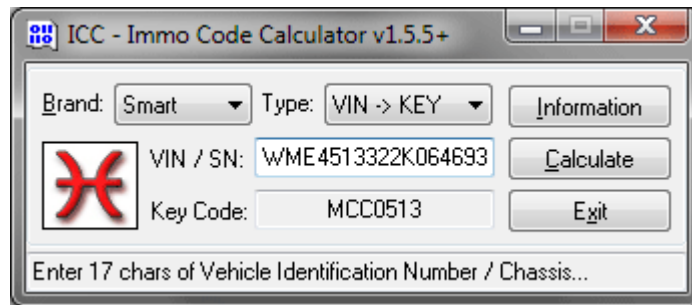 ICC - Immo Code Calculator v1.5.5+
Brand: Smart Type: VIN -> KEY Information
VIN / SN: WME4513322K064693 Calculate
Key Code: MCC0513 Exit
Enter 17 chars of Vehicle Identification Number / Chassis...